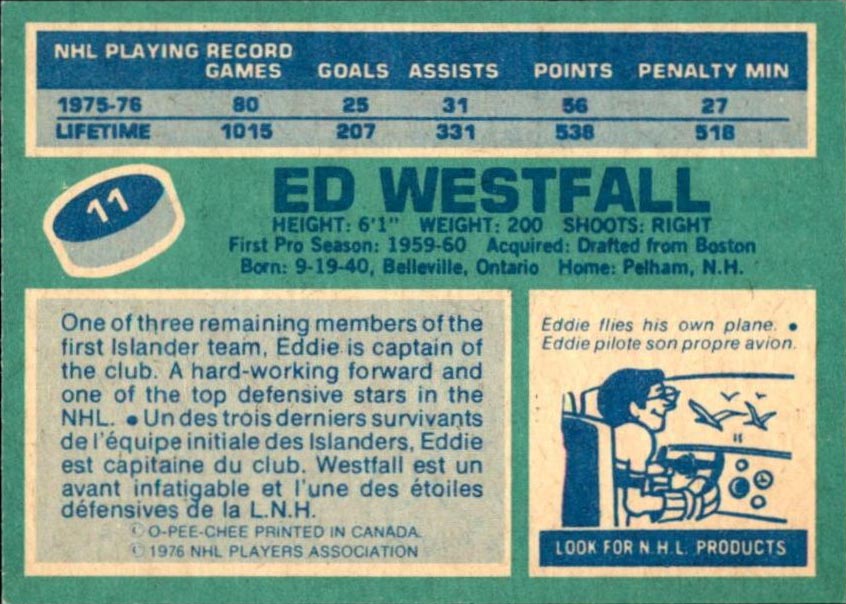 NHL PLAYING RECORD
GAMES GOALS ASSISTS POINTS PENALTY MIN
1975-76 80 25 31 56 27
LIFETIME 1015 207 331 538 518
11
ED WESTFALL
HEIGHT: 6'1" WEIGHT: 200 SHOOTS: RIGHT
First Pro Season: 1959-60 Acquired: Drafted from Boston
Born: 9-19-40, Belleville, Ontario Home: Pelham, N.H.
One of three remaining members of the
first Islander team, Eddie is captain of
the club. A hard-working forward and
one of the top defensive stars in the
NHL. • Un des trois derniers survivants
de l'équipe initiale des Islanders, Eddie
est capitaine du club. Westfall est un
avant infatigable et l'une des étoiles
défensives de la L.N.H.
© O-PEE-CHEE PRINTED IN CANADA.
© 1976 NHL PLAYERS ASSOCIATION
Eddie flies his own plane. •
Eddie pilote son propre avion.
LOOK FOR N.H.L. PRODUCTS